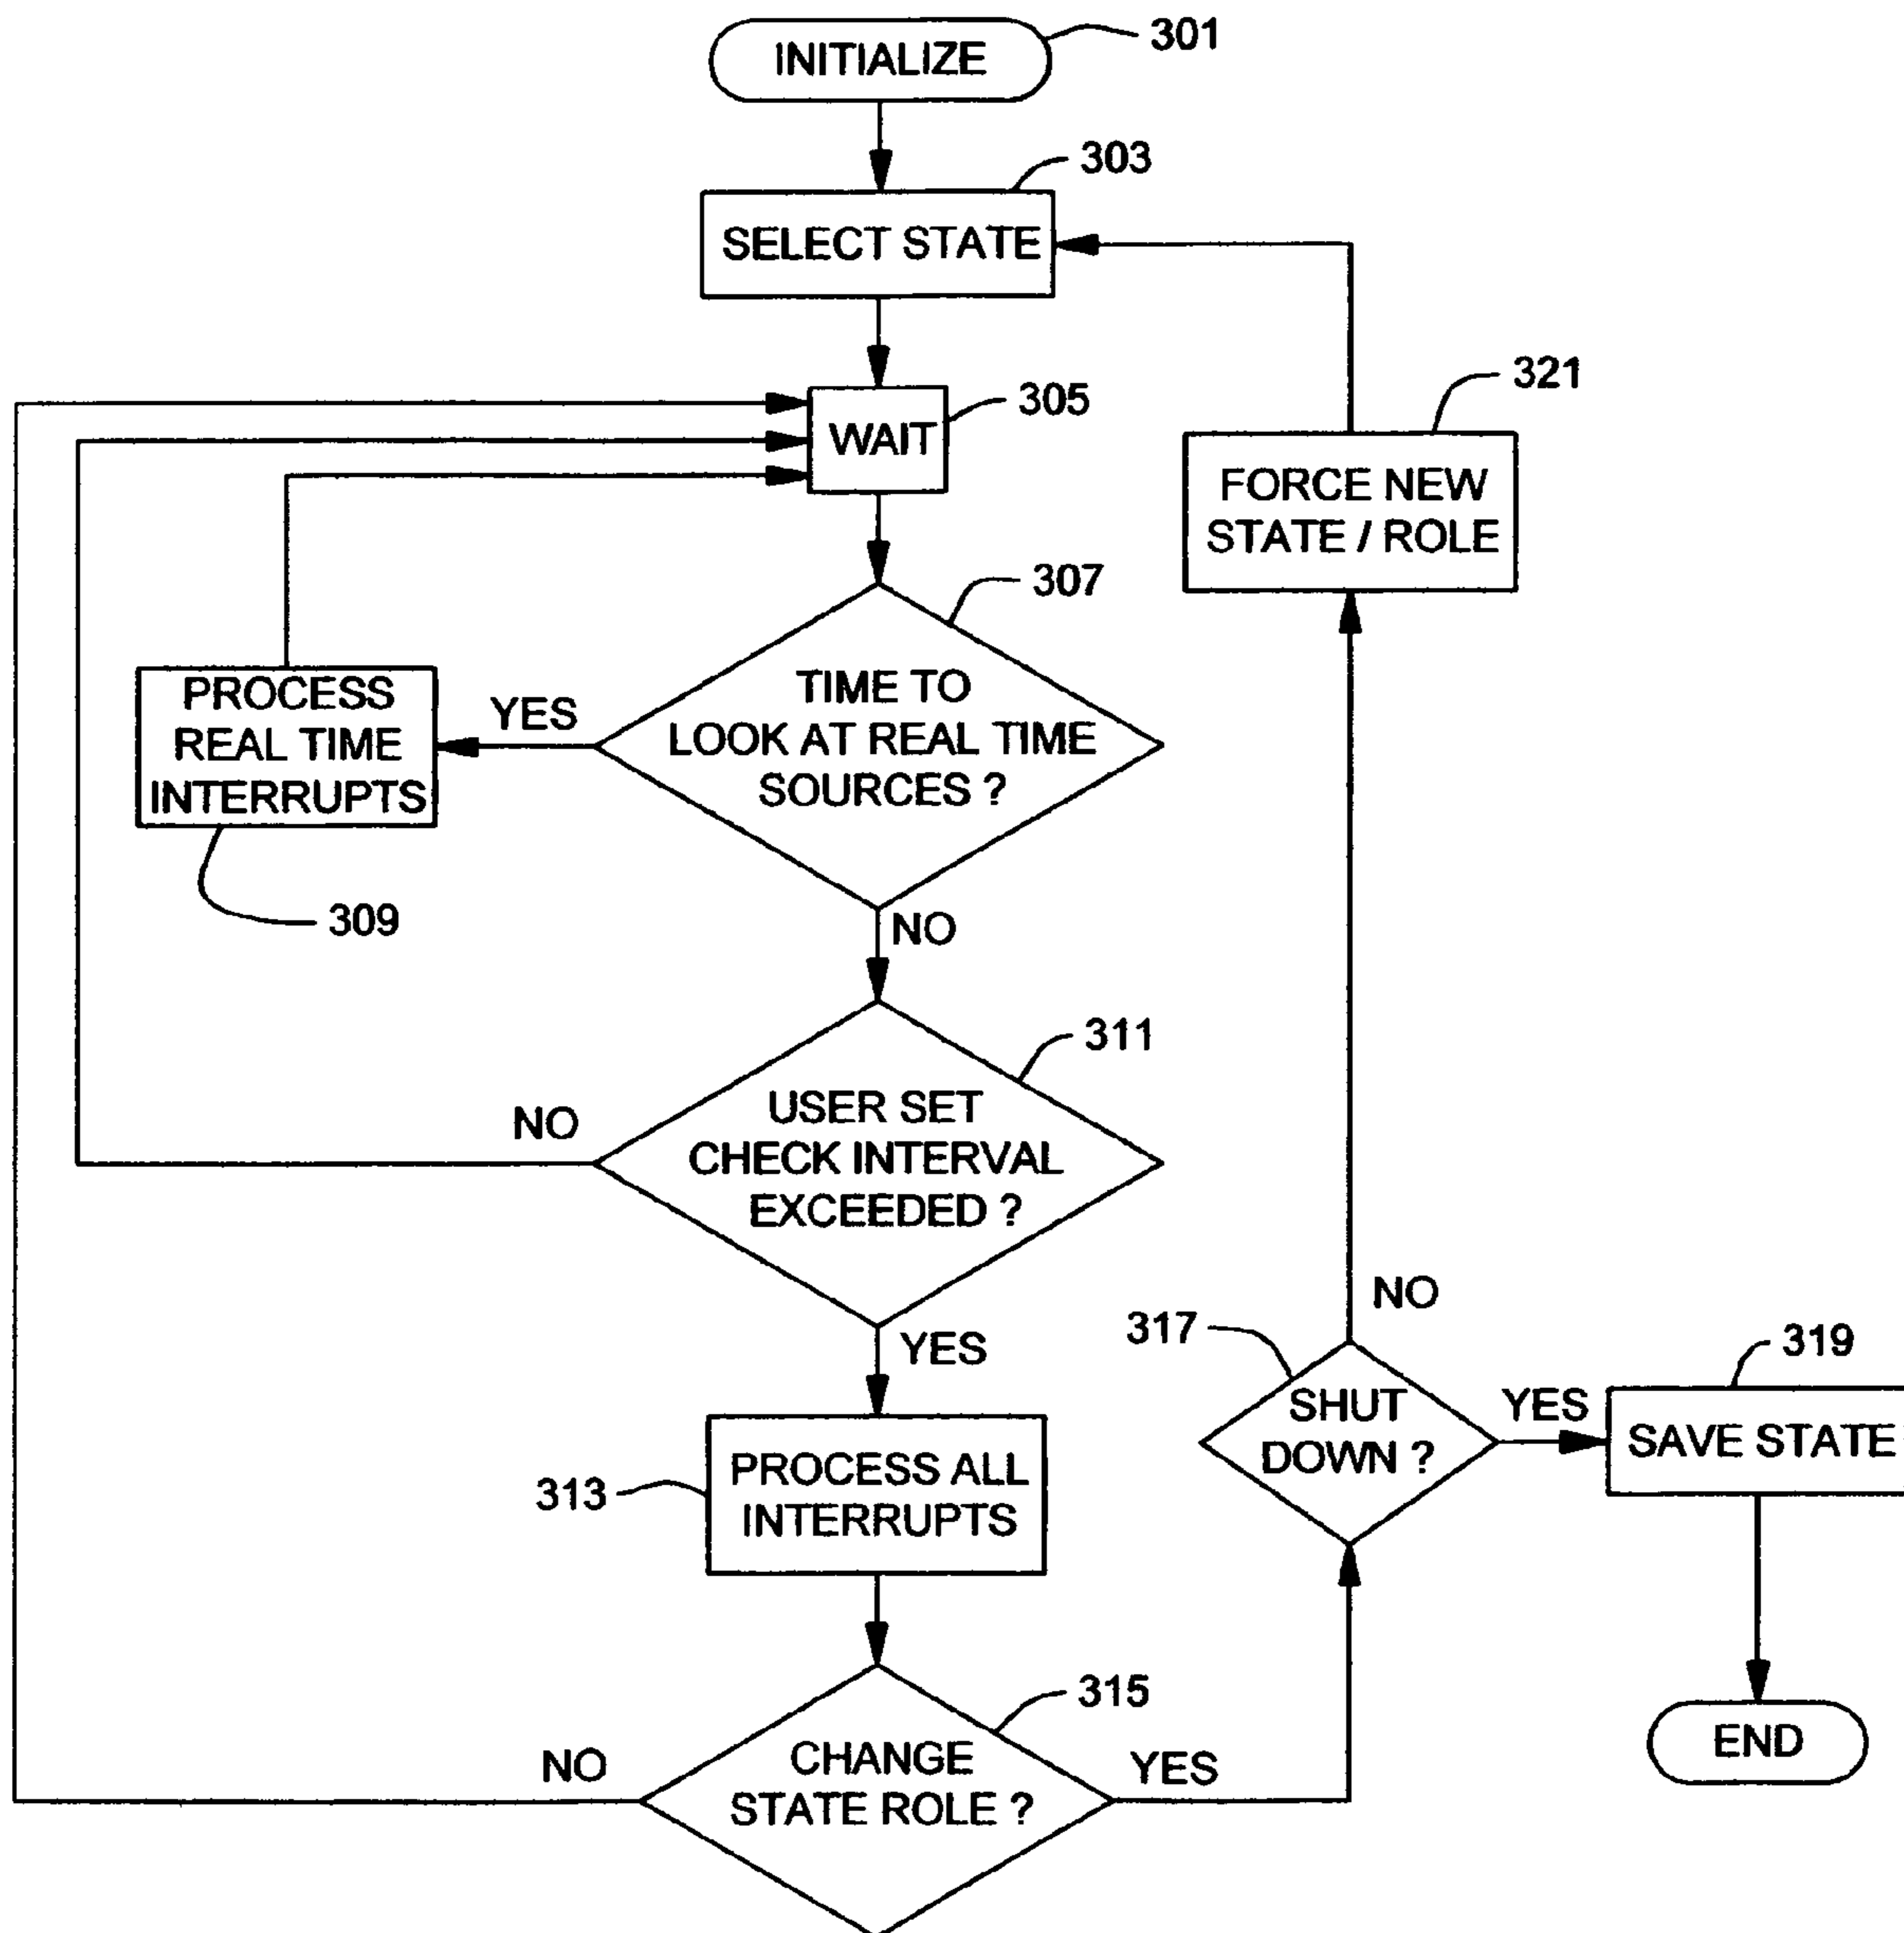 INITIALIZE
301
303
SELECT STATE
305
WAIT
321
FORCE NEW
STATE / ROLE
307
TIME TO
LOOK AT REAL TIME
SOURCES ?
YES
PROCESS
REAL TIME
INTERRUPTS
309
NO
311
USER SET
CHECK INTERVAL
EXCEEDED ?
NO
YES
313
PROCESS ALL
INTERRUPTS
NO
317
SHUT
DOWN ?
YES
319
SAVE STATE
315
CHANGE
STATE ROLE ?
NO
YES
END